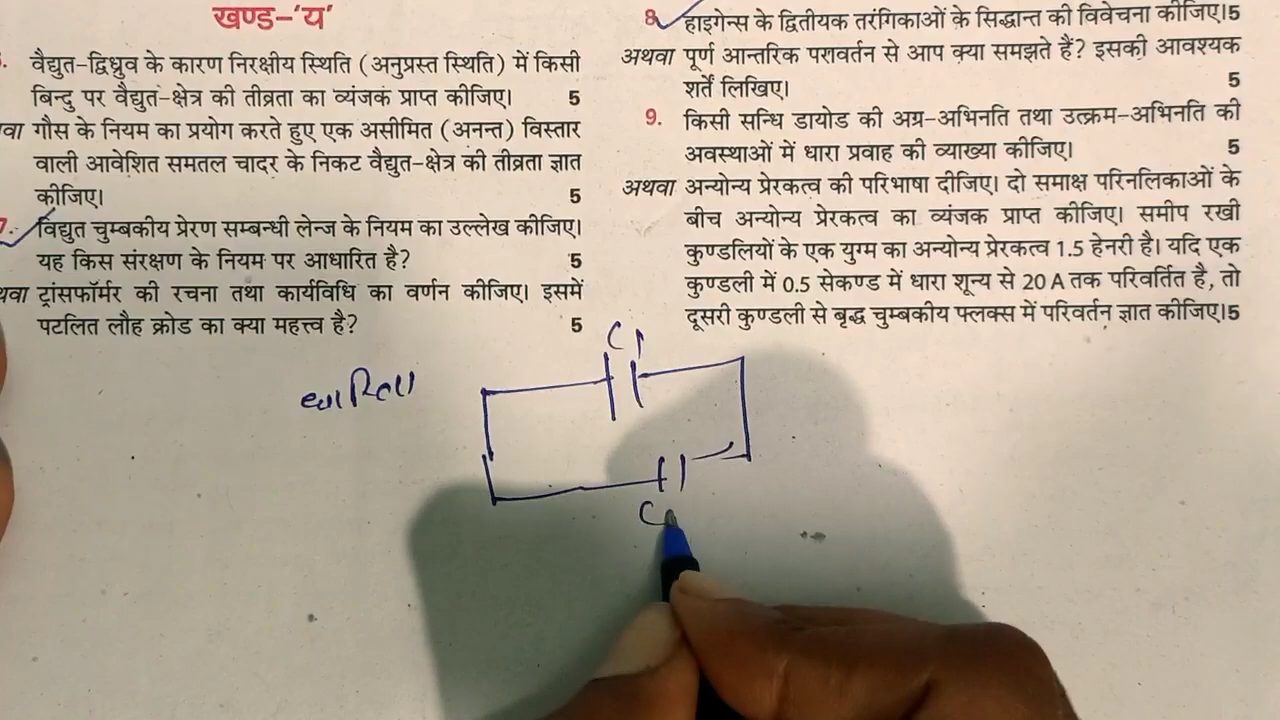 खण्ड-'य'
वैद्युत-द्विध्रुव के कारण निरक्षीय स्थिति (अनुप्रस्त स्थिति) में किसी
बिन्दु पर वैद्युत-क्षेत्र की तीव्रता का व्यंजक प्राप्त कीजिए। 5
वा गौस के नियम का प्रयोग करते हुए एक असीमित (अनन्त) विस्तार
वाली आवेशित समतल चादर के निकट वैद्युत-क्षेत्र की तीव्रता ज्ञात
कीजिए। 5
7. विद्युत चुम्बकीय प्रेरण सम्बन्धी लेन्ज के नियम का उल्लेख कीजिए।
यह किस संरक्षण के नियम पर आधारित है? 5
थवा ट्रांसफॉर्मर की रचना तथा कार्यविधि का वर्णन कीजिए। इसमें
पटलित लौह क्रोड का क्या महत्त्व है? 5
8. हाइगेन्स के द्वितीयक तरंगिकाओं के सिद्धान्त की विवेचना कीजिए।5
अथवा पूर्ण आन्तरिक परावर्तन से आप क्या समझते हैं? इसकी आवश्यक
शर्तें लिखिए। 5
9. किसी सन्धि डायोड की अग्र-अभिनति तथा उत्क्रम-अभिनति की
अवस्थाओं में धारा प्रवाह की व्याख्या कीजिए। 5
अथवा अन्योन्य प्रेरकत्व की परिभाषा दीजिए। दो समाक्ष परिनलिकाओं के
बीच अन्योन्य प्रेरकत्व का व्यंजक प्राप्त कीजिए। समीप रखी
कुण्डलियों के एक युग्म का अन्योन्य प्रेरकत्व 1.5 हेनरी है। यदि एक
कुण्डली में 0.5 सेकण्ड में धारा शून्य से 20 A तक परिवर्तित है, तो
दूसरी कुण्डली से बृद्ध चुम्बकीय फ्लक्स में परिवर्तन ज्ञात कीजिए।5
धारिता
C1
C